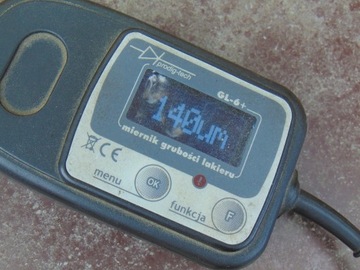 prodig-tech
GL-6+
140um
miernik grubości lakieru
CE
menu
OK
funkcja
F